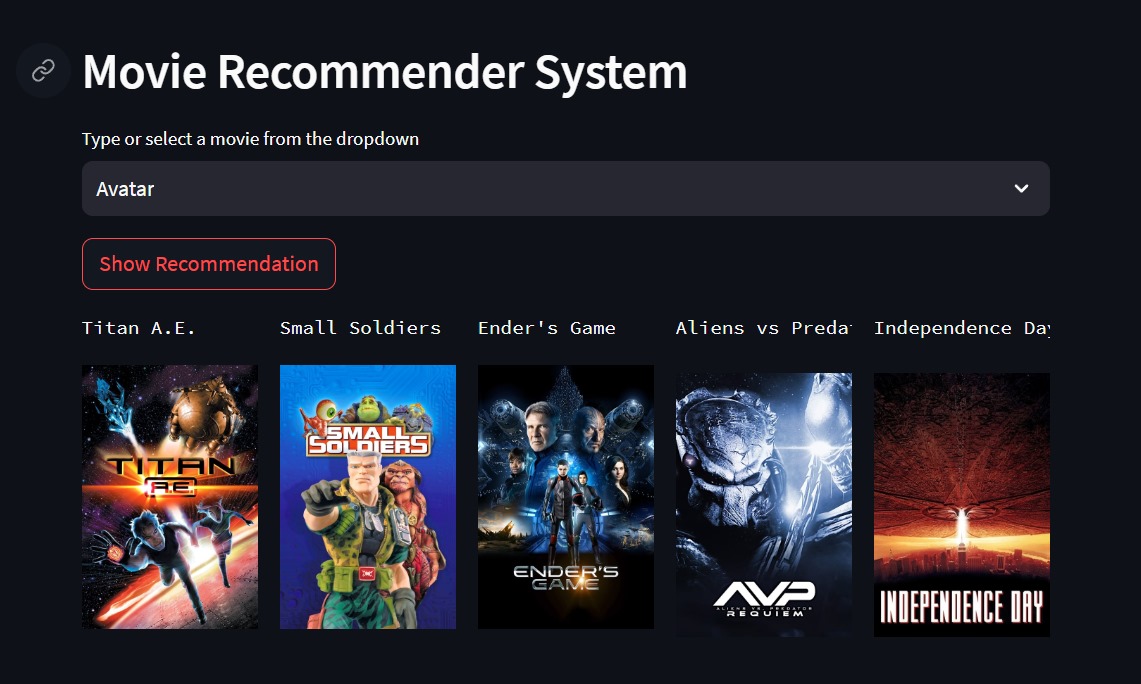 Movie Recommender System
Type or select a movie from the dropdown
Avatar
Show Recommendation
Titan A.E.
Small Soldiers
Ender's Game
Aliens vs Preda
Independence Day
TITAN
A.E.
SMALL
SOLDIERS
ENDER'S
GAME
AVP
ALIENS VS. PREDATOR
REQUIEM
INDEPENDENCE DAY